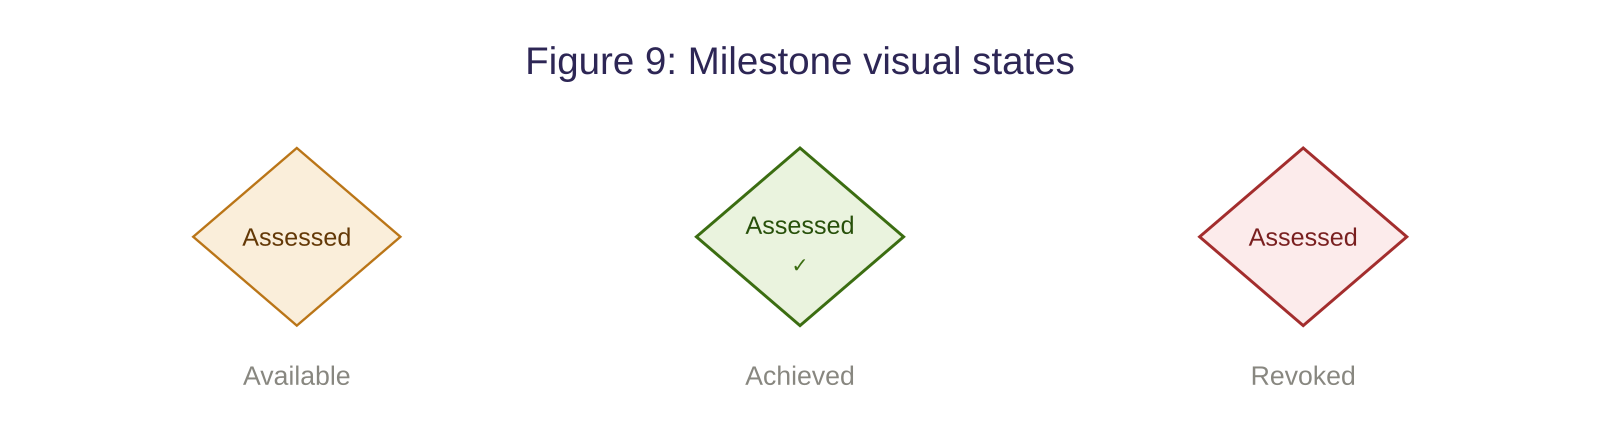 Figure 9: Milestone visual states
Assessed
Assessed
✓
Assessed
Available
Achieved
Revoked